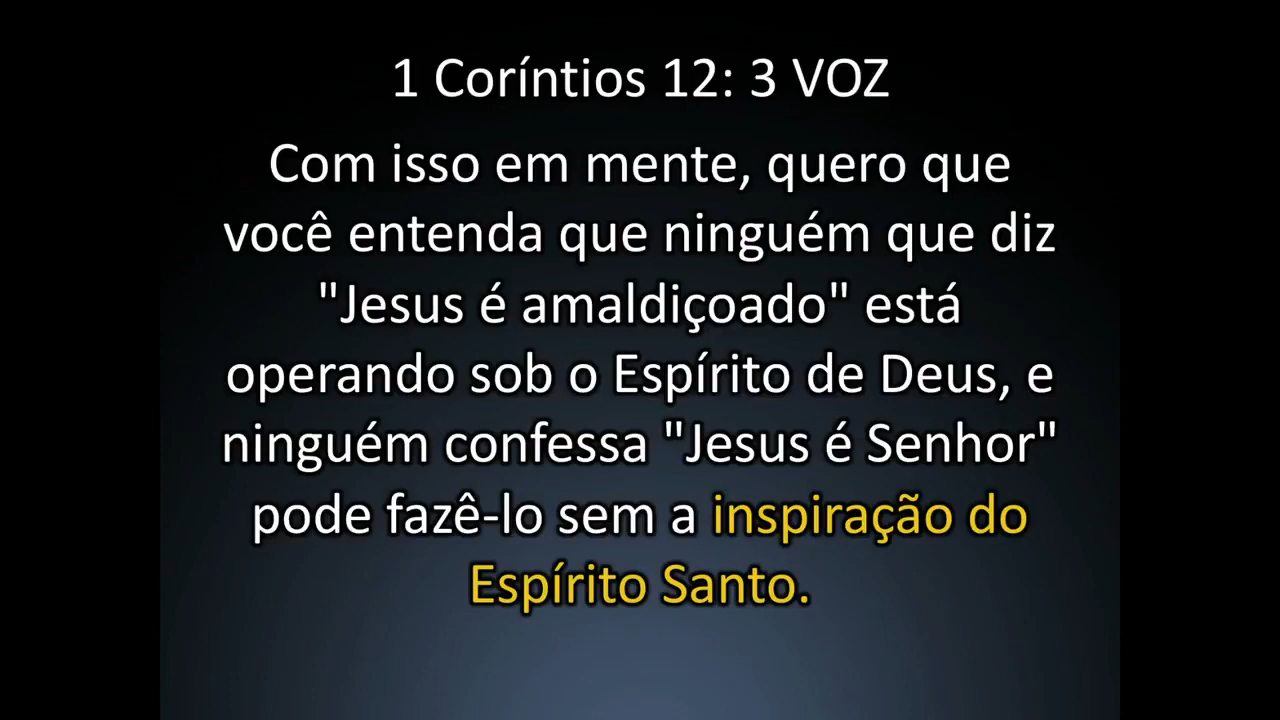 1 Coríntios 12: 3 VOZ
Com isso em mente, quero que
você entenda que ninguém que diz
"Jesus é amaldiçoado" está
operando sob o Espírito de Deus, e
ninguém confessa "Jesus é Senhor"
pode fazê-lo sem a inspiração do
Espírito Santo.